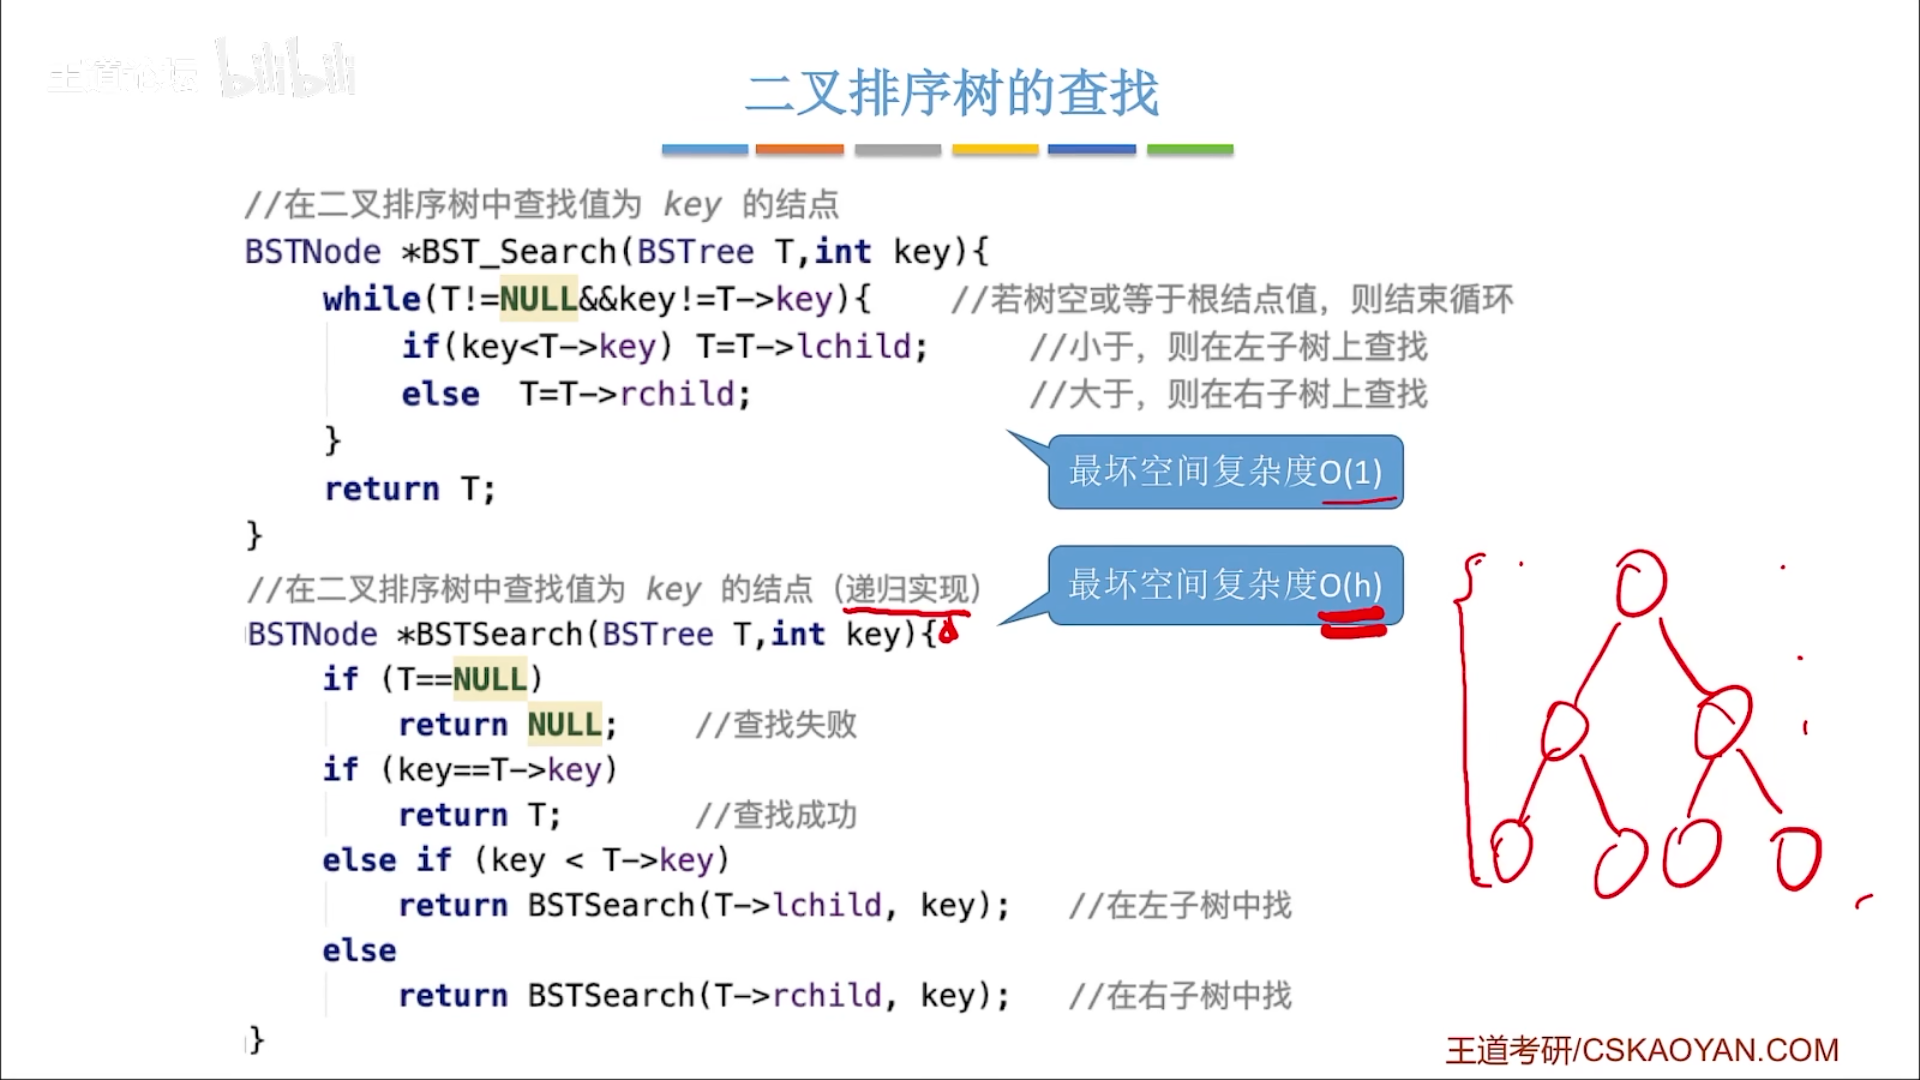 王道论坛 bilibili
二叉排序树的查找
//在二叉排序树中查找值为 key 的结点
BSTNode *BST_Search(BSTree T,int key){
while(T!=NULL&&key!=T->key){ //若树空或等于根结点值，则结束循环
if(key<T->key) T=T->lchild; //小于，则在左子树上查找
else T=T->rchild; //大于，则在右子树上查找
}
最坏空间复杂度O(1)
return T;
}
//在二叉排序树中查找值为 key 的结点（递归实现）
最坏空间复杂度O(h)
BSTNode *BSTSearch(BSTree T,int key){
if (T==NULL)
return NULL; //查找失败
if (key==T->key)
return T; //查找成功
else if (key < T->key)
return BSTSearch(T->lchild, key); //在左子树中找
else
return BSTSearch(T->rchild, key); //在右子树中找
}
王道考研/CSKAOYAN.COM